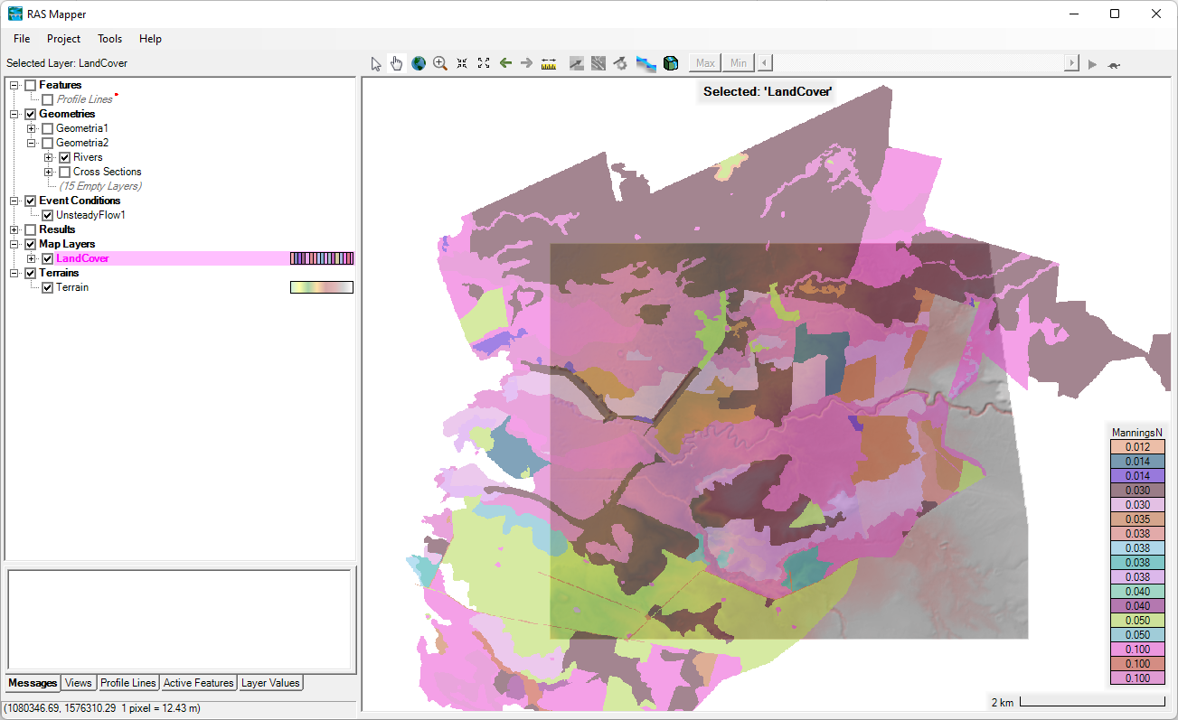 RAS Mapper
File Project Tools Help
Selected Layer: LandCover
Max Min
Features
Profile Lines
Geometries
Geometria1
Geometria2
Rivers
Cross Sections
(15 Empty Layers)
Event Conditions
UnsteadyFlow1
Results
Map Layers
LandCover
Terrains
Terrain
Selected: 'LandCover'
ManningsN
0.012
0.014
0.014
0.030
0.030
0.035
0.038
0.038
0.038
0.038
0.040
0.040
0.050
0.050
0.100
0.100
0.100
2 km
Messages Views Profile Lines Active Features Layer Values
(1080346.69, 1576310.29 1 pixel = 12.43 m)